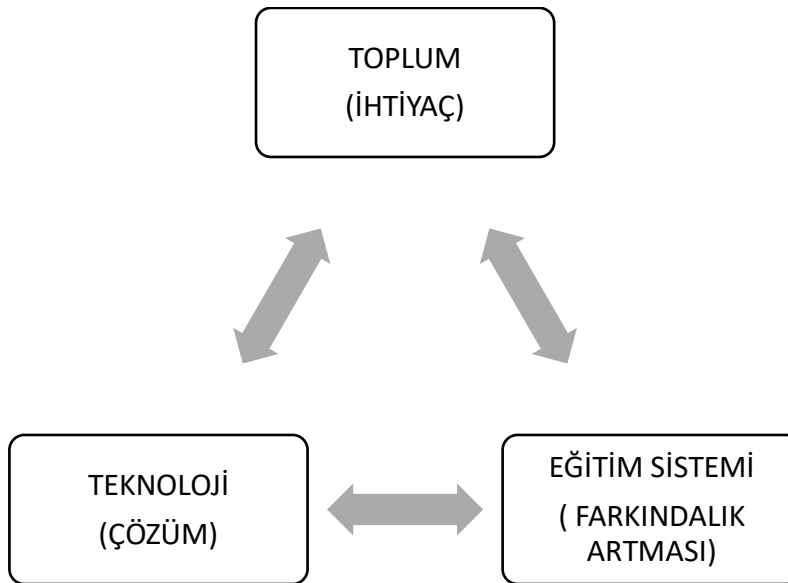 TOPLUM
(İHTİYAÇ)
TEKNOLOJİ
(ÇÖZÜM)
EĞİTİM SİSTEMİ
( FARKINDALIK
ARTMASI)